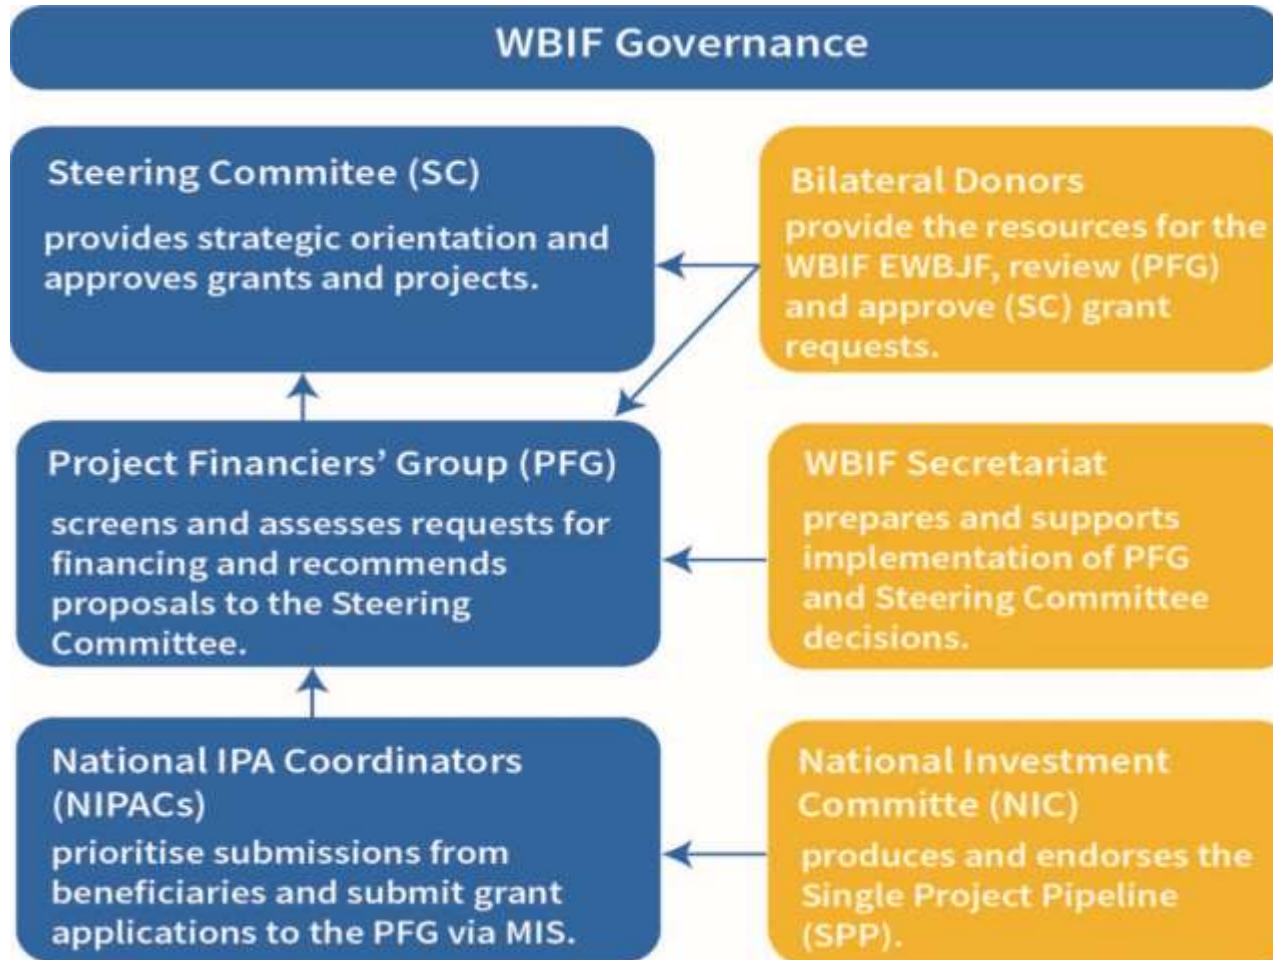 WBIF Governance
Steering Commitee (SC)
provides strategic orientation and
approves grants and projects.
Bilateral Donors
provide the resources for the
WBIF EWBJF, review (PFG)
and approve (SC) grant
requests.
Project Financiers’ Group (PFG)
screens and assesses requests for
financing and recommends
proposals to the Steering
Committee.
WBIF Secretariat
prepares and supports
implementation of PFG
and Steering Committee
decisions.
National IPA Coordinators
(NIPACs)
prioritise submissions from
beneficiaries and submit grant
applications to the PFG via MIS.
National Investment
Committe (NIC)
produces and endorses the
Single Project Pipeline
(SPP).